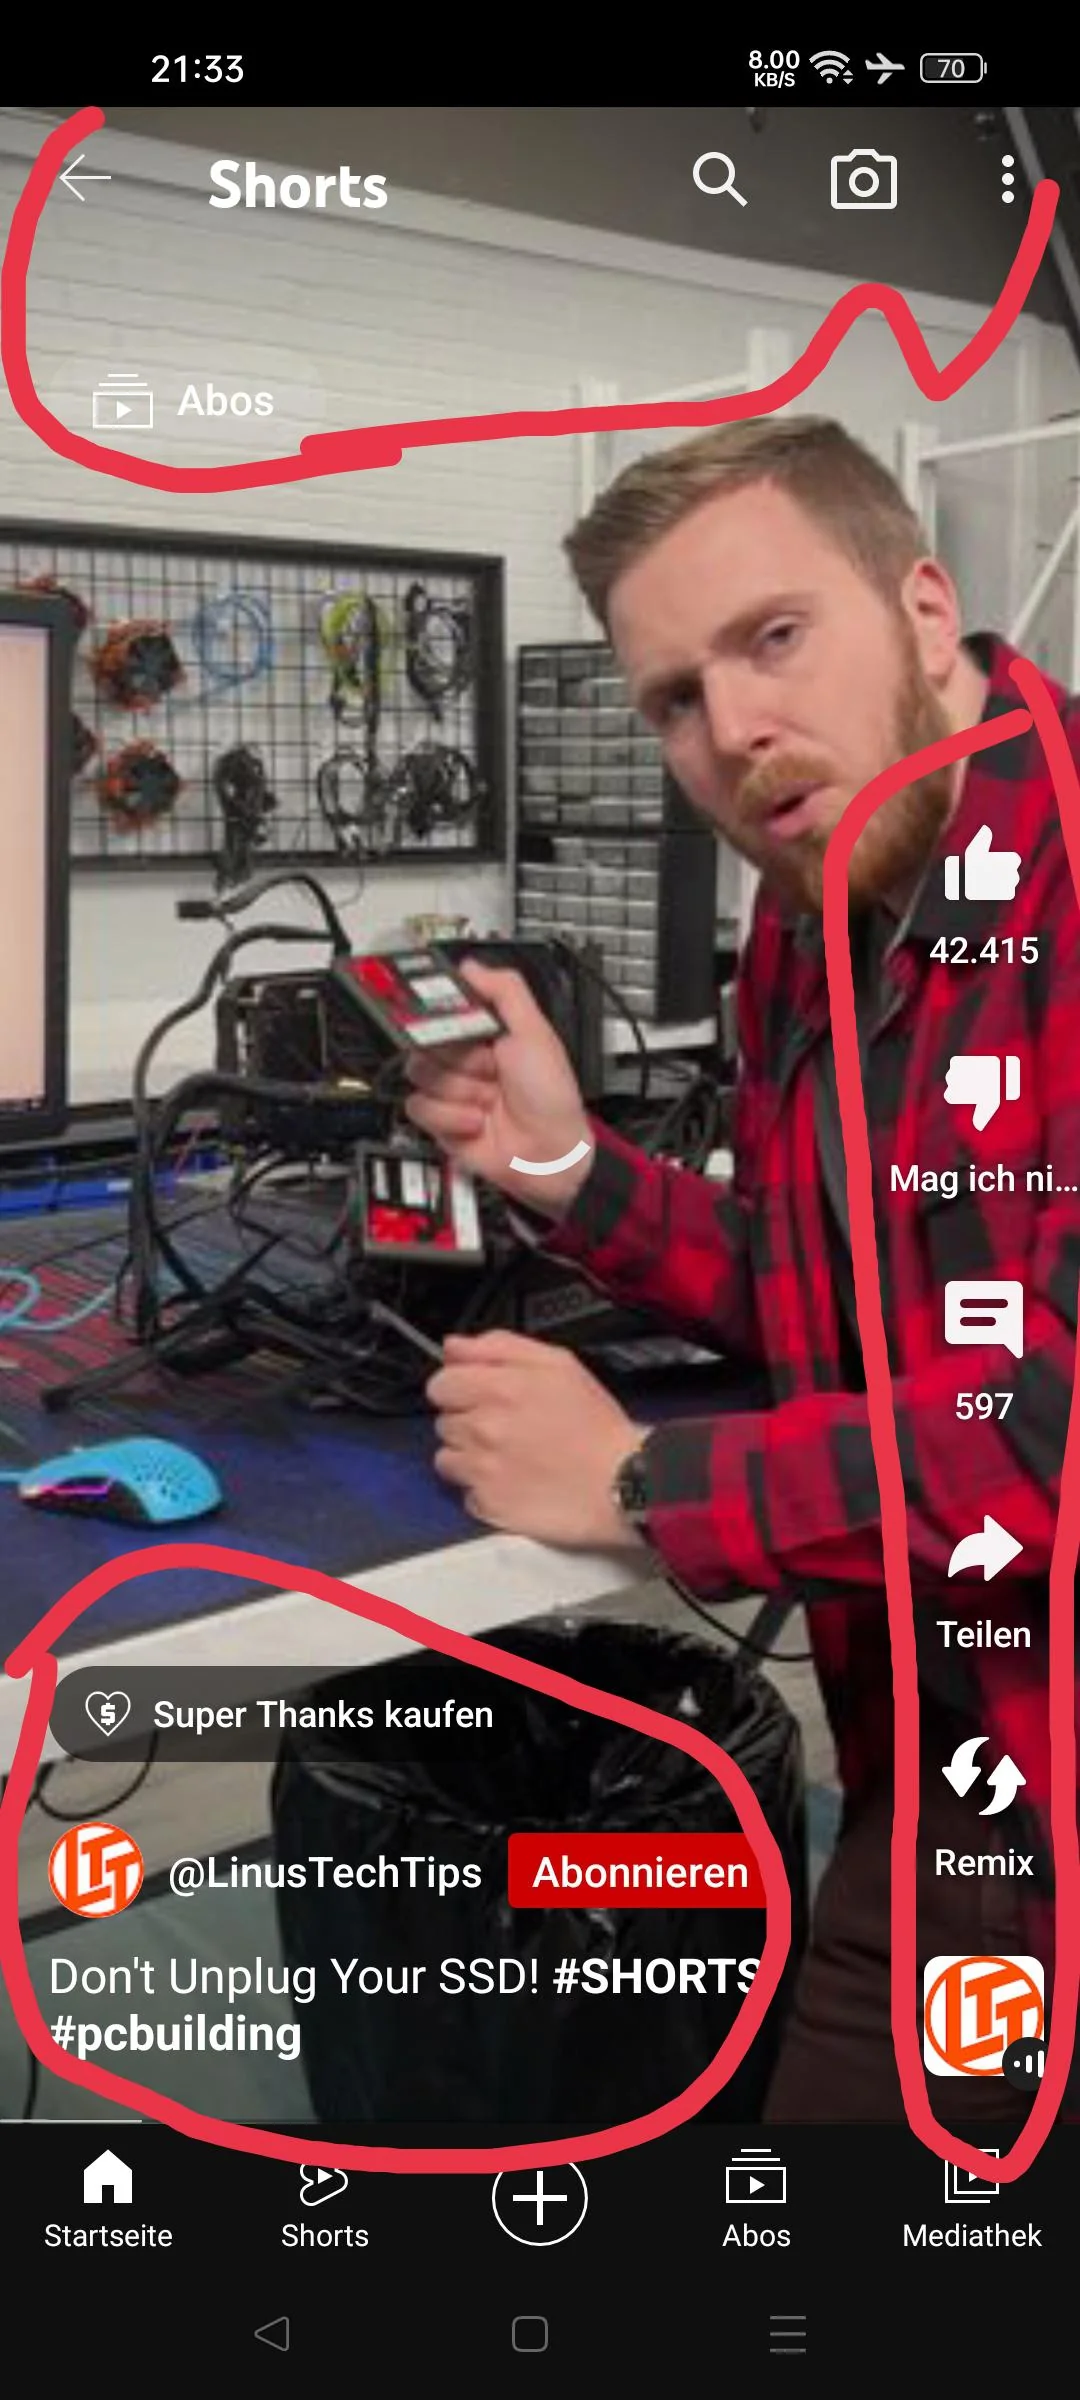 21:33
8.00
KB/S
70
Shorts
Abos
42.415
Mag ich ni...
597
Teilen
Remix
Super Thanks kaufen
@LinusTechTips
Abonnieren
Don't Unplug Your SSD! #SHORTS
#pcbuilding
Startseite
Shorts
Abos
Mediathek